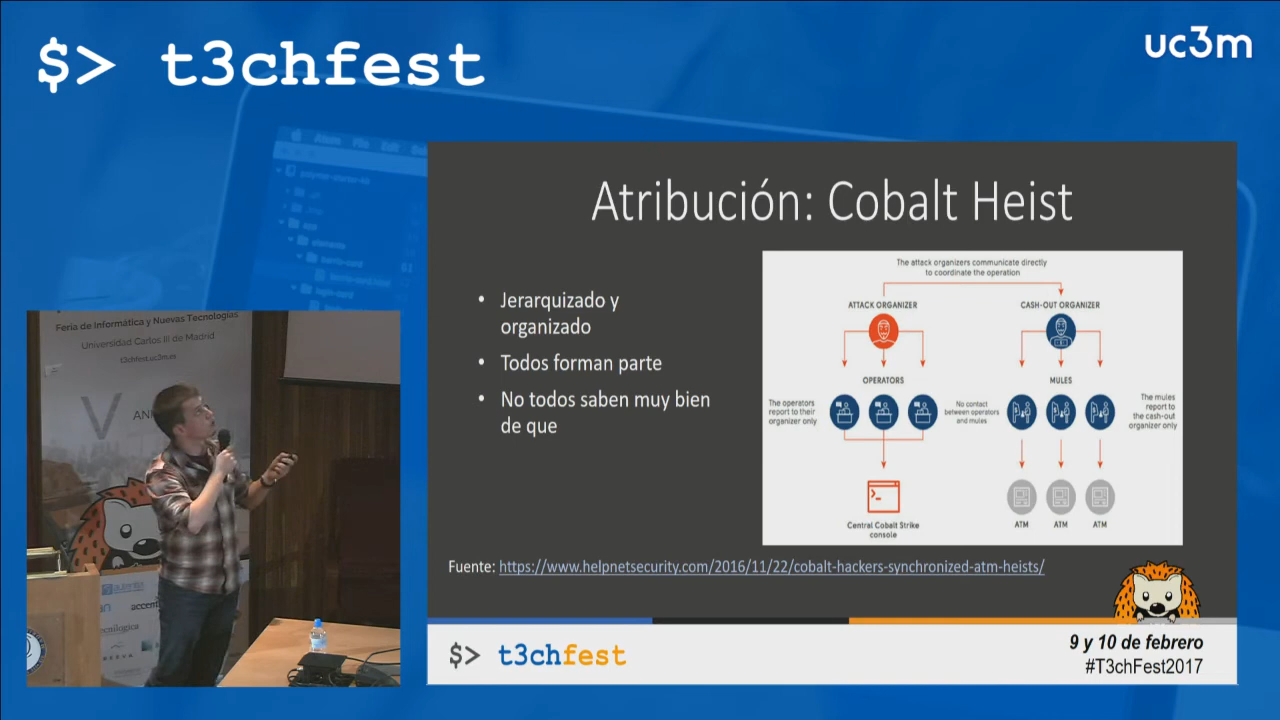 $> t3chfest
uc3m
Atribución: Cobalt Heist
• Jerarquizado y
organizado
• Todos forman parte
• No todos saben muy bien
de que
The attack organizers communicate directly
to coordinate the operation
ATTACK ORGANIZER
CASH-OUT ORGANIZER
OPERATORS
MULES
The operators
report to their
organizer only
No contact
between operators
and mules
The mules
report to
the cash-out
organizer only
Central Cobalt Strike
console
ATM
ATM
ATM
Fuente: https://www.helpnetsecurity.com/2016/11/22/cobalt-hackers-synchronized-atm-heists/
$> t3chfest
9 y 10 de febrero
#T3chFest2017
Feria de Informática y Nuevas Tecnologías
Universidad Carlos III de Madrid
t3chfest.uc3m.es
V